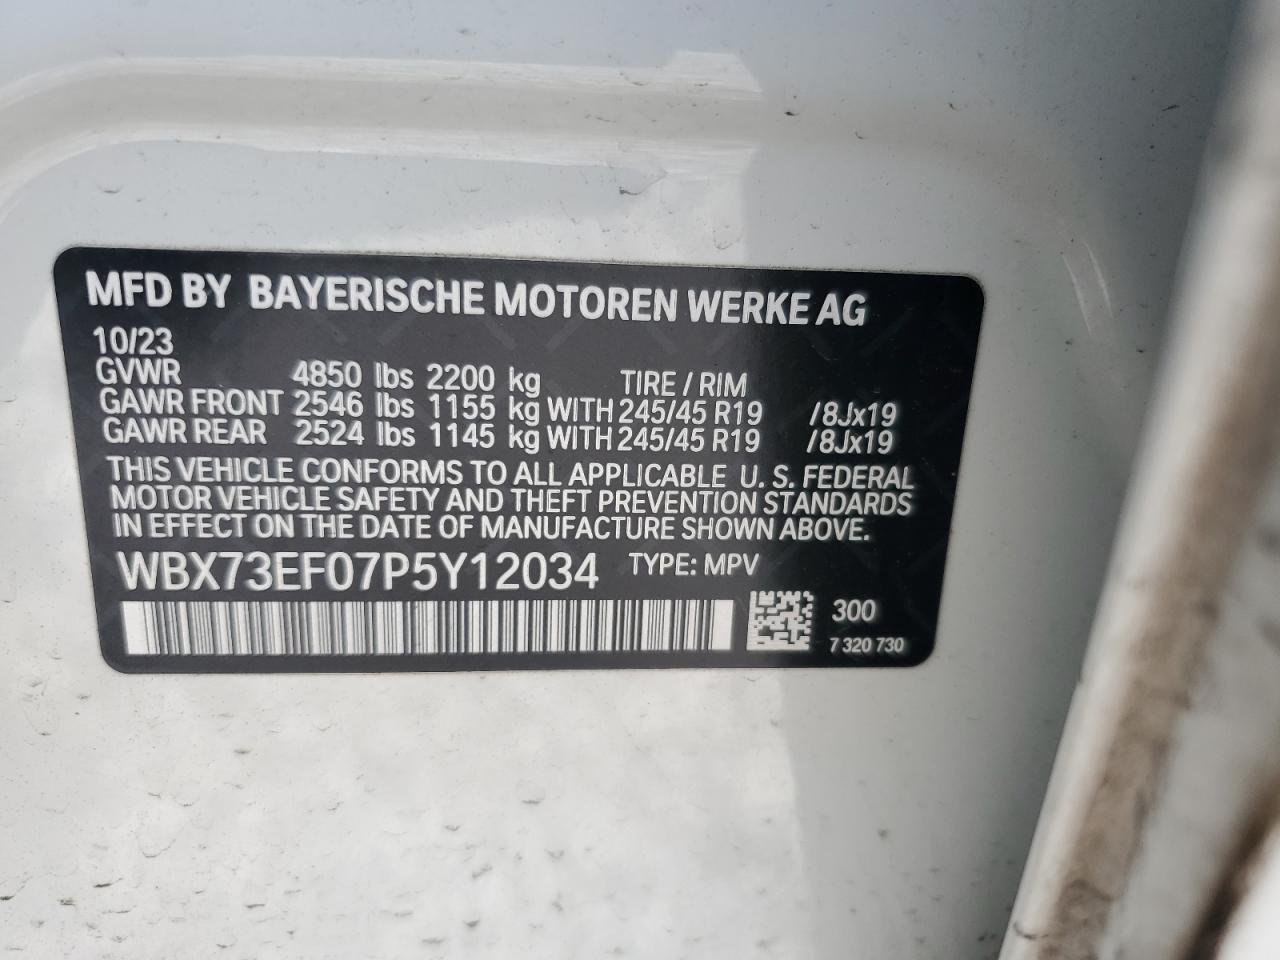 MFD BY BAYERISCHE MOTOREN WERKE AG
10/23
GVWR 4850 lbs 2200 kg TIRE / RIM
GAWR FRONT 2546 lbs 1155 kg WITH 245/45 R19 /8Jx19
GAWR REAR 2524 lbs 1145 kg WITH 245/45 R19 /8Jx19
THIS VEHICLE CONFORMS TO ALL APPLICABLE U. S. FEDERAL
MOTOR VEHICLE SAFETY AND THEFT PREVENTION STANDARDS
IN EFFECT ON THE DATE OF MANUFACTURE SHOWN ABOVE.
WBX73EF07P5Y12034 TYPE: MPV
300
7 320 730